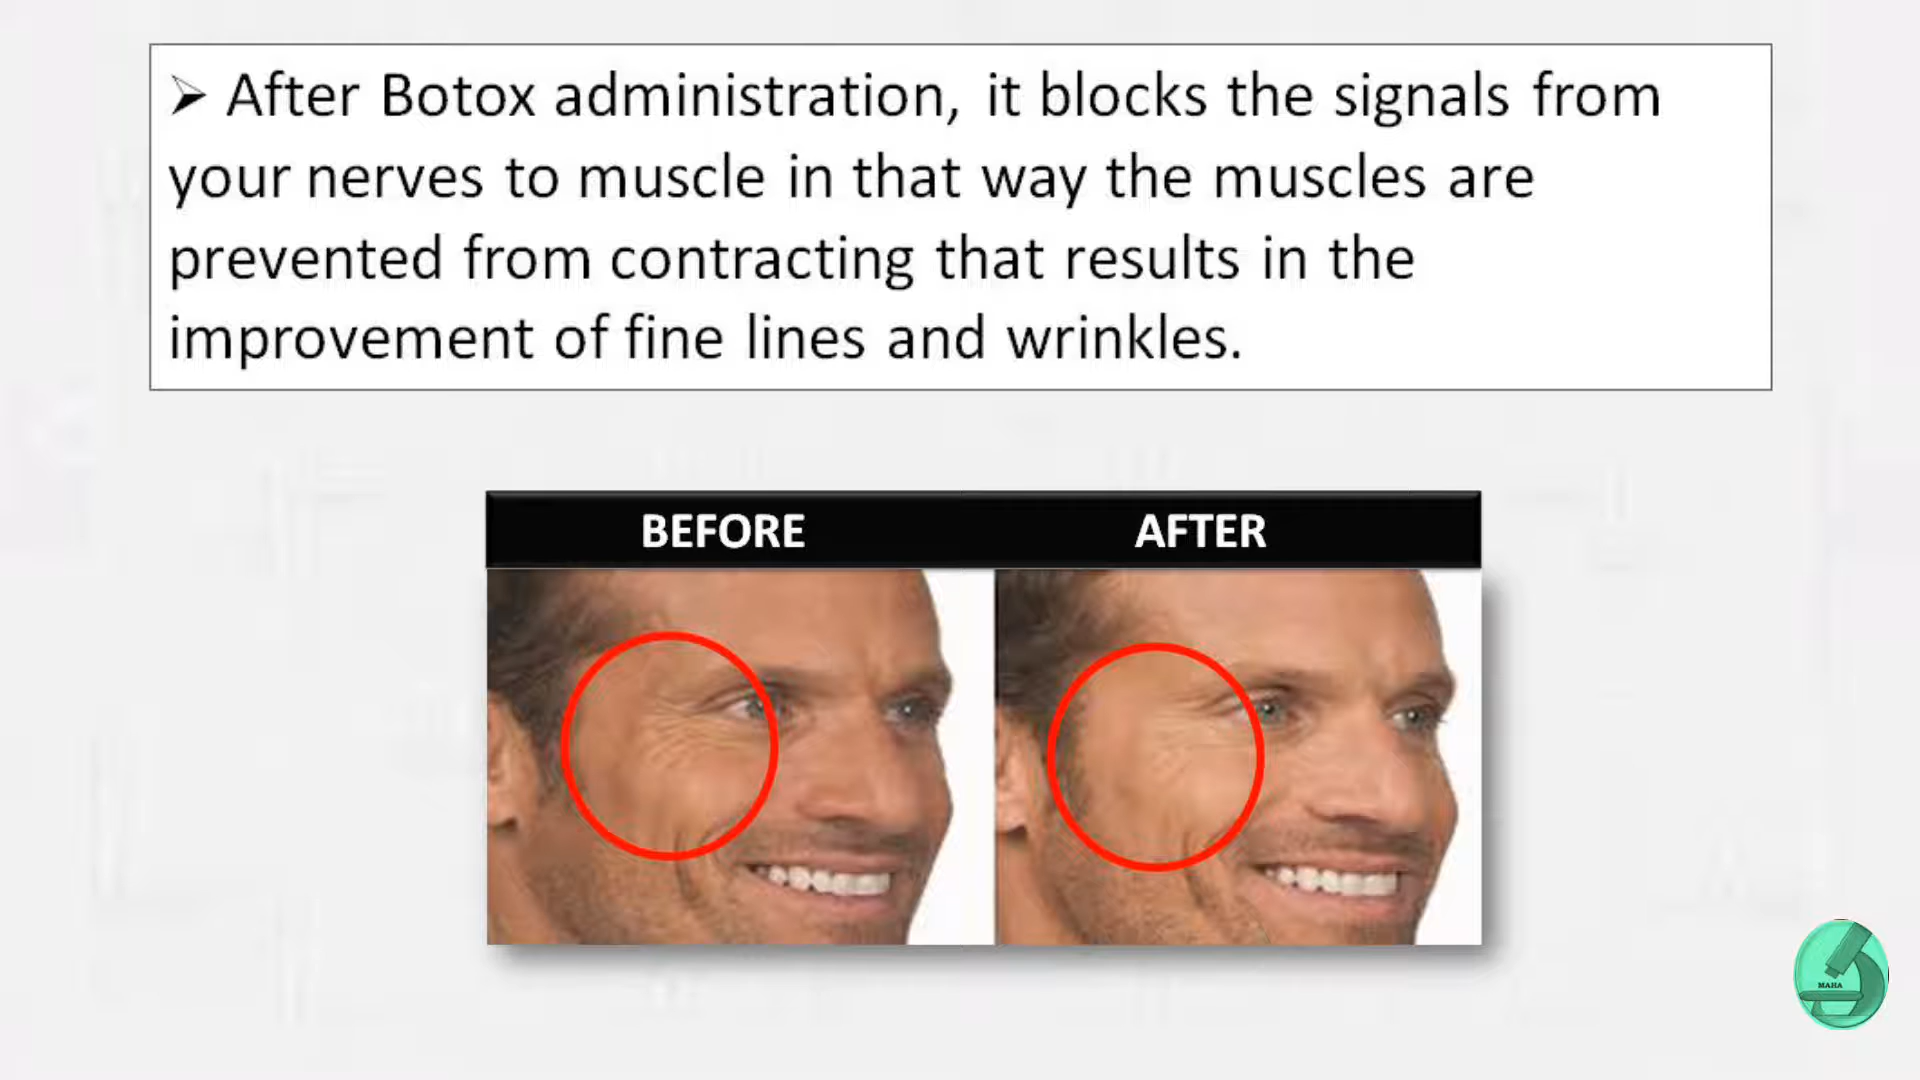 ➢ After Botox administration, it blocks the signals from
your nerves to muscle in that way the muscles are
prevented from contracting that results in the
improvement of fine lines and wrinkles.
BEFORE AFTER
MAHA